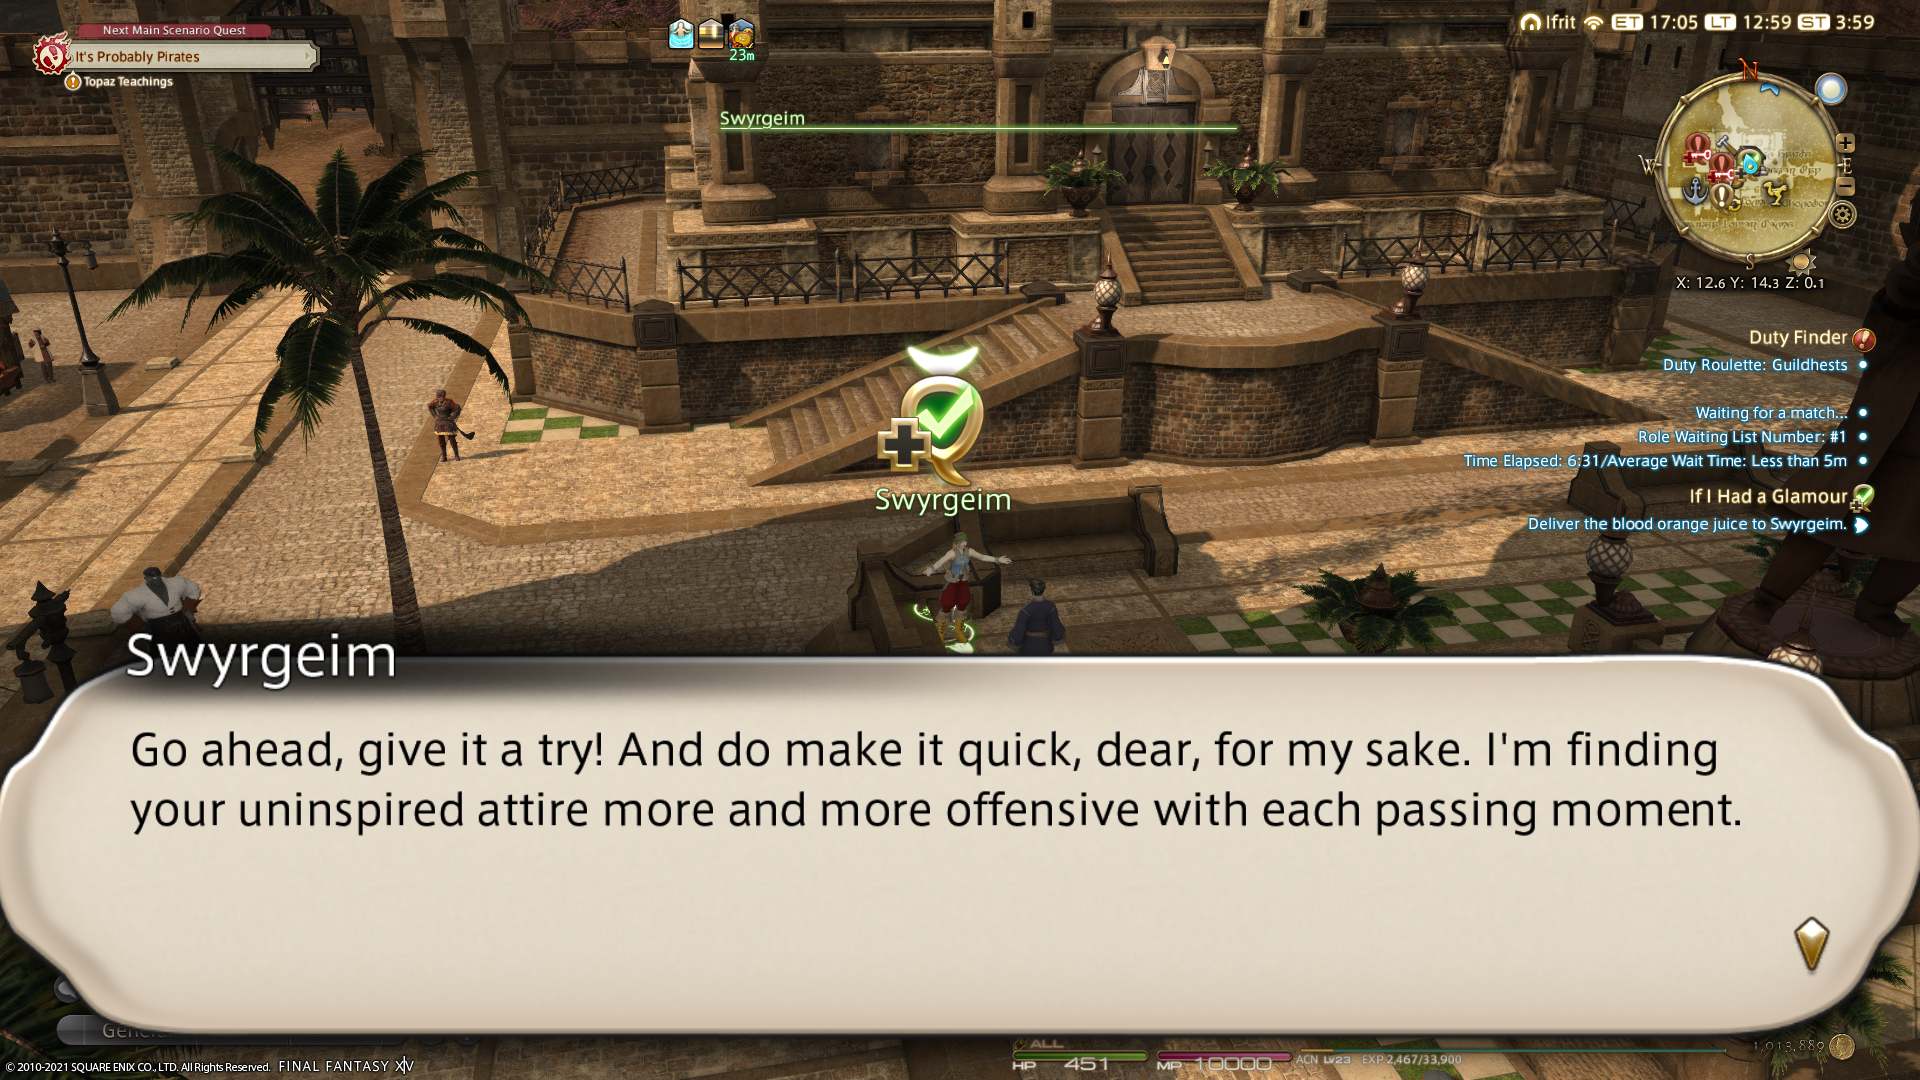 Next Main Scenario Quest
It's Probably Pirates
Topaz Teachings
23m
Ifrit ET 17:05 LT 12:59 ST 3:59
Swyrgeim
N
W
E
S
X: 12.6 Y: 14.3 Z: 0.1
Duty Finder
Duty Roulette: Guildhests
Waiting for a match...
Role Waiting List Number: #1
Time Elapsed: 6:31/Average Wait Time: Less than 5m
If I Had a Glamour
Deliver the blood orange juice to Swyrgeim.
Swyrgeim
Swyrgeim
Go ahead, give it a try! And do make it quick, dear, for my sake. I'm finding
your uninspired attire more and more offensive with each passing moment.
ALL
HP 451 MP 10000 ACN Lv23 EXP 2,467/33,900
1,013,889
© 2010-2021 SQUARE ENIX CO., LTD. All Rights Reserved. FINAL FANTASY XIV